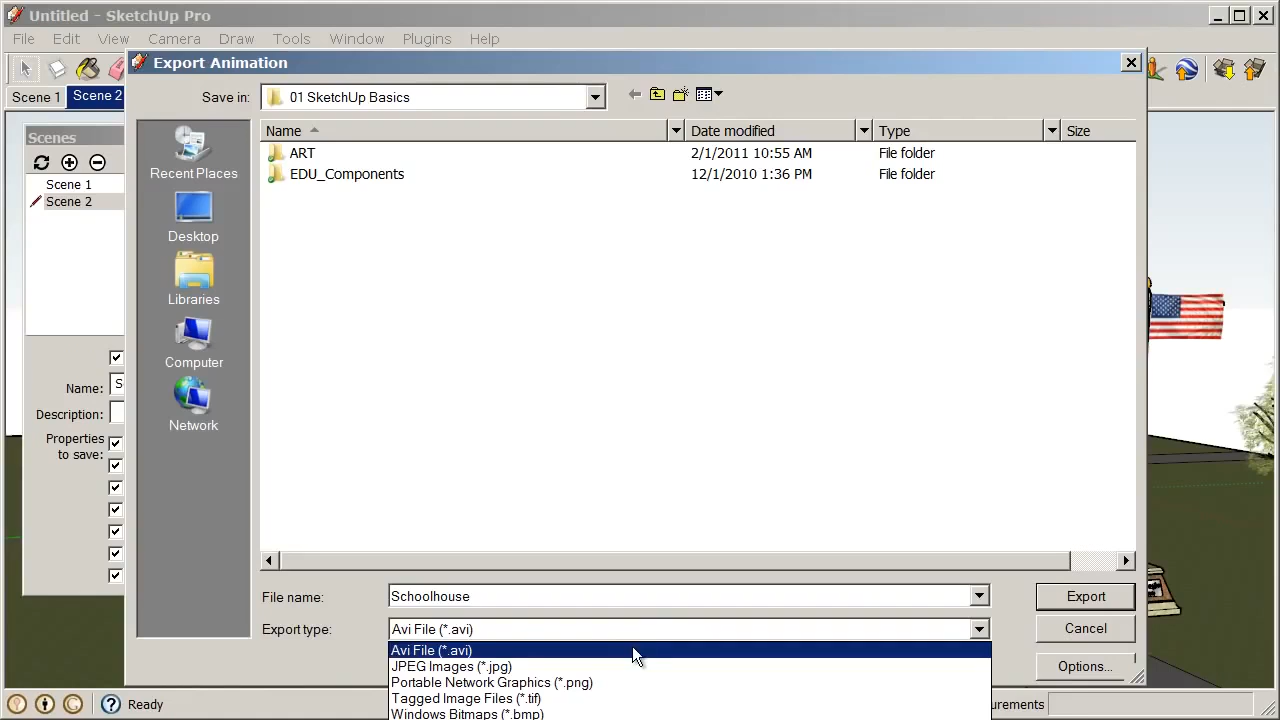 Untitled - SketchUp Pro
File Edit View Camera Draw Tools Window Plugins Help
Export Animation
Scene 1 Scene 2
Save in: 01 SketchUp Basics
Scenes
Name Date modified Type Size
ART 2/1/2011 10:55 AM File folder
EDU_Components 12/1/2010 1:36 PM File folder
Recent Places
Desktop
Libraries
Computer
Network
Scene 1
Scene 2
Name: S
Description:
Properties
to save:
File name: Schoolhouse Export
Export type: Avi File (*.avi) Cancel
Avi File (*.avi)
JPEG Images (*.jpg) Options...
Portable Network Graphics (*.png)
Tagged Image Files (*.tif)
Windows Bitmaps (*.bmp)
Ready